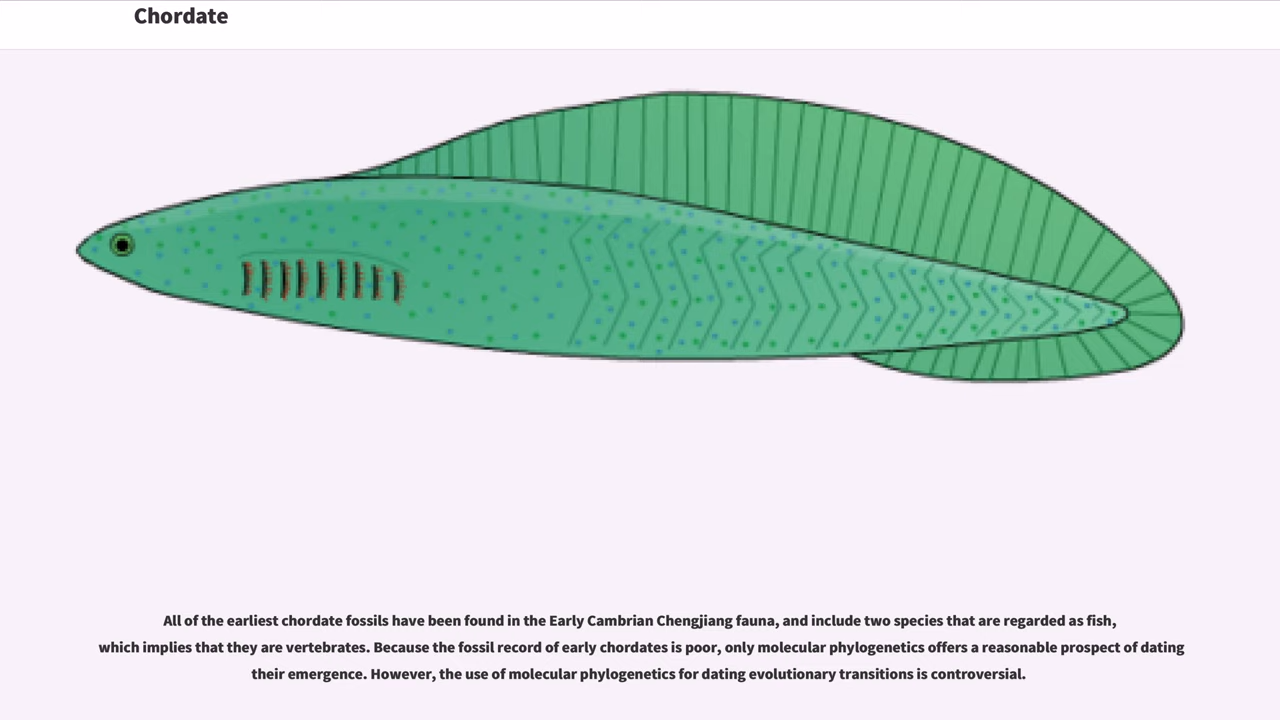 Chordate
All of the earliest chordate fossils have been found in the Early Cambrian Chengjiang fauna, and include two species that are regarded as fish,
which implies that they are vertebrates. Because the fossil record of early chordates is poor, only molecular phylogenetics offers a reasonable prospect of dating
their emergence. However, the use of molecular phylogenetics for dating evolutionary transitions is controversial.